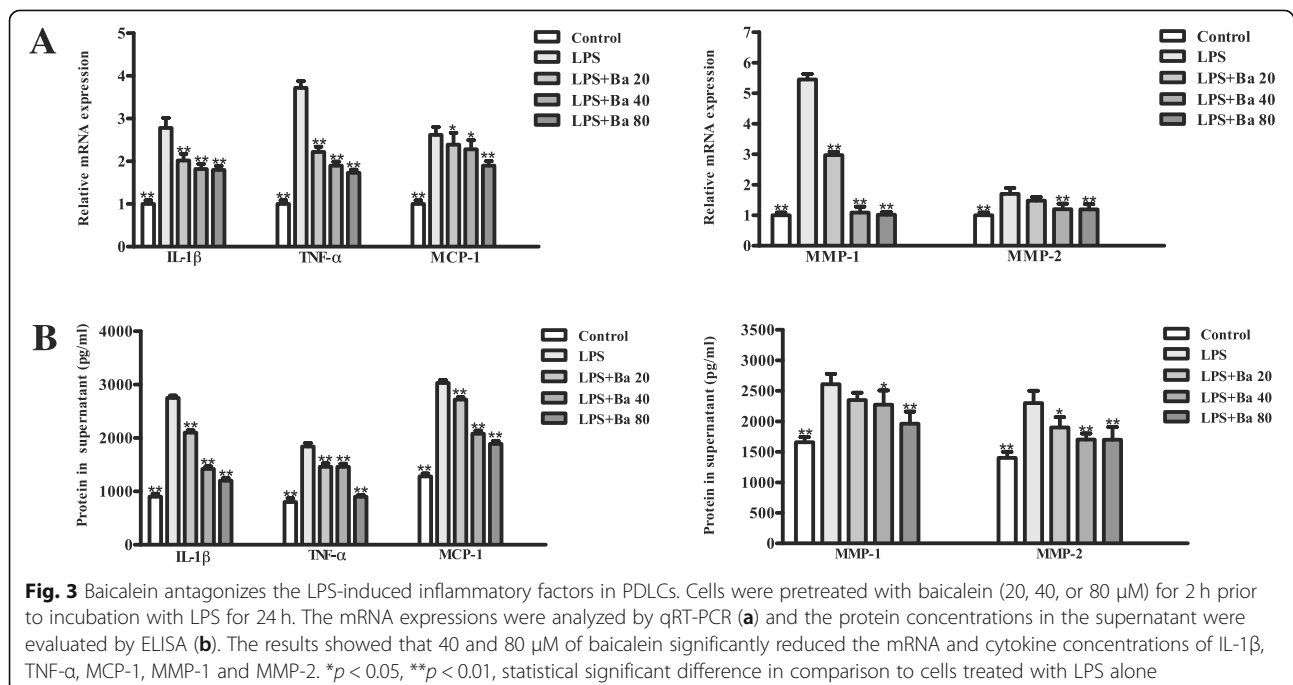 A
Relative mRNA expression
5
4
3
2
1
0
**
**
**
**
**
**
**
**
**
*
*
**
IL-1β
TNF-α
MCP-1
Control
LPS
LPS+Ba 20
LPS+Ba 40
LPS+Ba 80
Relative mRNA expression
7
6
5
4
3
2
1
0
**
**
**
**
**
**
**
MMP-1
MMP-2
Control
LPS
LPS+Ba 20
LPS+Ba 40
LPS+Ba 80
B
Protein in supernatant (pg/ml)
4000
3000
2000
1000
0
**
**
**
**
**
**
**
**
**
**
**
**
IL-1β
TNF-α
MCP-1
Control
LPS
LPS+Ba 20
LPS+Ba 40
LPS+Ba 80
Protein in supernatant (pg/ml)
3500
3000
2500
2000
1500
1000
500
0
**
*
**
**
*
**
**
MMP-1
MMP-2
Control
LPS
LPS+Ba 20
LPS+Ba 40
LPS+Ba 80
Fig. 3 Baicalein antagonizes the LPS-induced inflammatory factors in PDLCs. Cells were pretreated with baicalein (20, 40, or 80 μM) for 2 h prior
to incubation with LPS for 24 h. The mRNA expressions were analyzed by qRT-PCR (a) and the protein concentrations in the supernatant were
evaluated by ELISA (b). The results showed that 40 and 80 μM of baicalein significantly reduced the mRNA and cytokine concentrations of IL-1β,
TNF-α, MCP-1, MMP-1 and MMP-2. *p < 0.05, **p < 0.01, statistical significant difference in comparison to cells treated with LPS alone